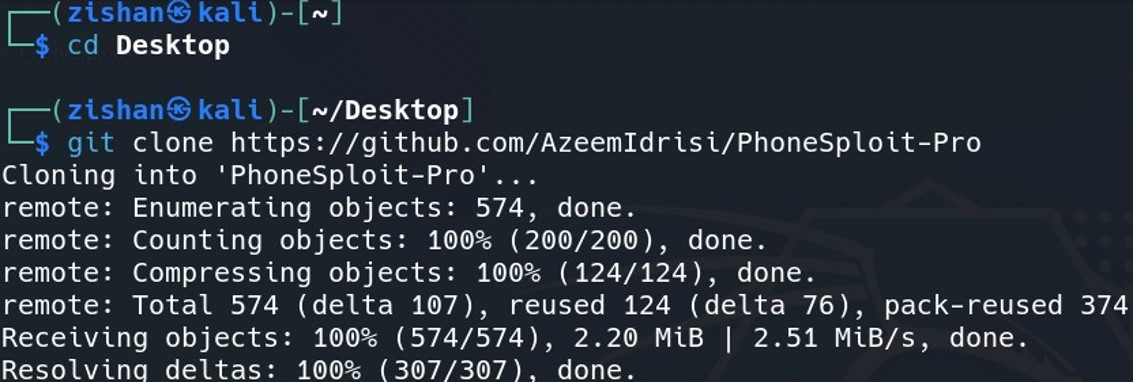 ┌──(zishan㉿kali)-[~]
└─$ cd Desktop
┌──(zishan㉿kali)-[~/Desktop]
└─$ git clone https://github.com/AzeemIdrisi/PhoneSploit-Pro
Cloning into 'PhoneSploit-Pro'...
remote: Enumerating objects: 574, done.
remote: Counting objects: 100% (200/200), done.
remote: Compressing objects: 100% (124/124), done.
remote: Total 574 (delta 107), reused 124 (delta 76), pack-reused 374
Receiving objects: 100% (574/574), 2.20 MiB | 2.51 MiB/s, done.
Resolving deltas: 100% (307/307), done.